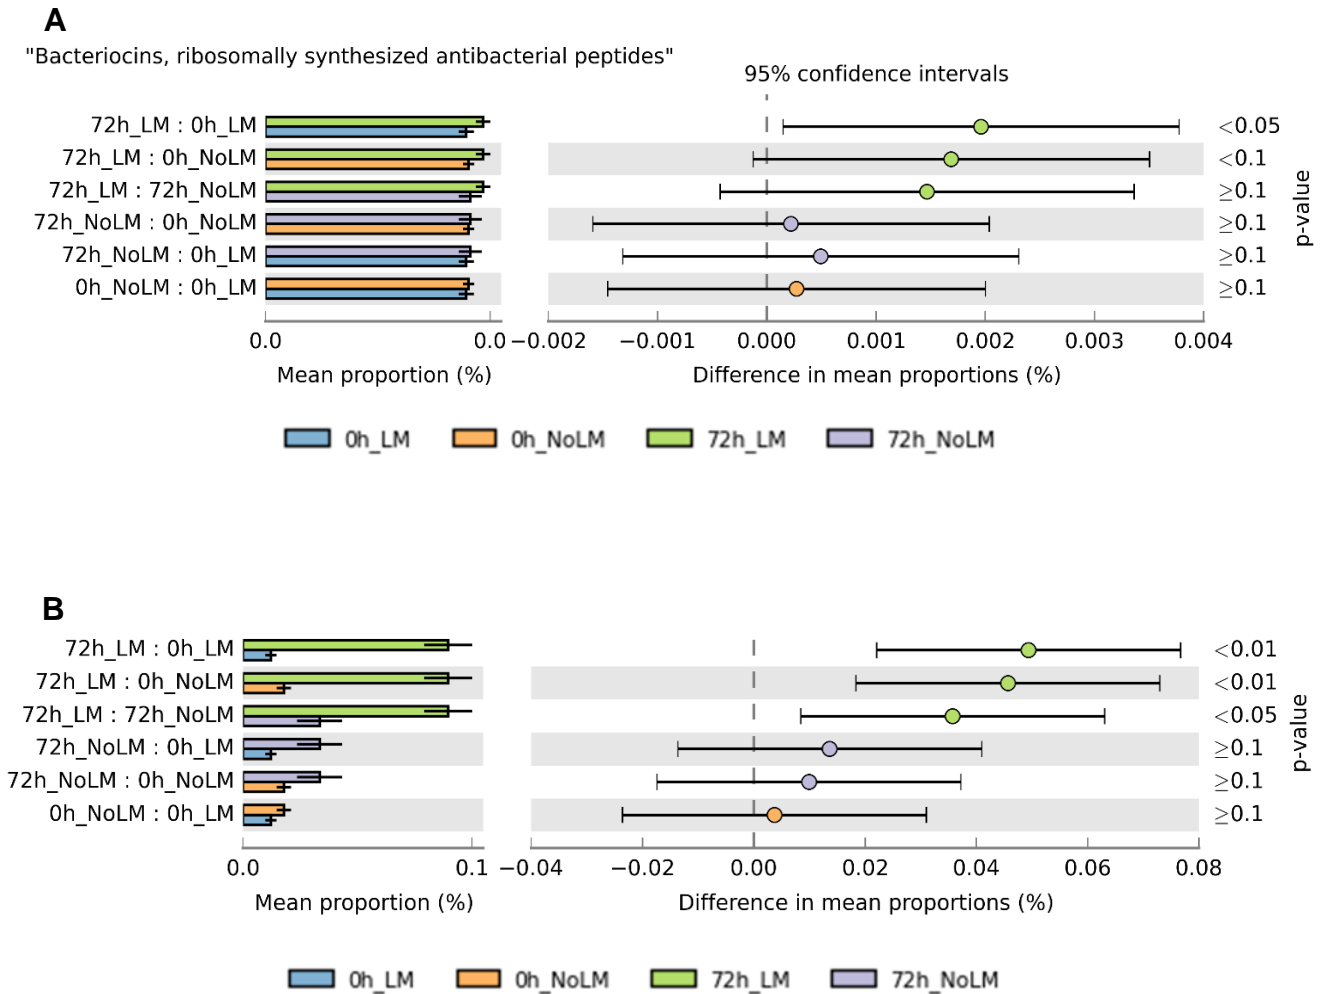 A
"Bacteriocins, ribosomally synthesized antibacterial peptides"
95% confidence intervals
72h_LM : 0h_LM <0.05
72h_LM : 0h_NoLM <0.1
72h_LM : 72h_NoLM ≥0.1
72h_NoLM : 0h_NoLM ≥0.1
72h_NoLM : 0h_LM ≥0.1
0h_NoLM : 0h_LM ≥0.1
p-value
0.0 0.0 −0.002 −0.001 0.000 0.001 0.002 0.003 0.004
Mean proportion (%) Difference in mean proportions (%)
0h_LM 0h_NoLM 72h_LM 72h_NoLM
B
72h_LM : 0h_LM <0.01
72h_LM : 0h_NoLM <0.01
72h_LM : 72h_NoLM <0.05
72h_NoLM : 0h_LM ≥0.1
72h_NoLM : 0h_NoLM ≥0.1
0h_NoLM : 0h_LM ≥0.1
p-value
0.0 0.1 −0.04 −0.02 0.00 0.02 0.04 0.06 0.08
Mean proportion (%) Difference in mean proportions (%)
0h_LM 0h_NoLM 72h_LM 72h_NoLM